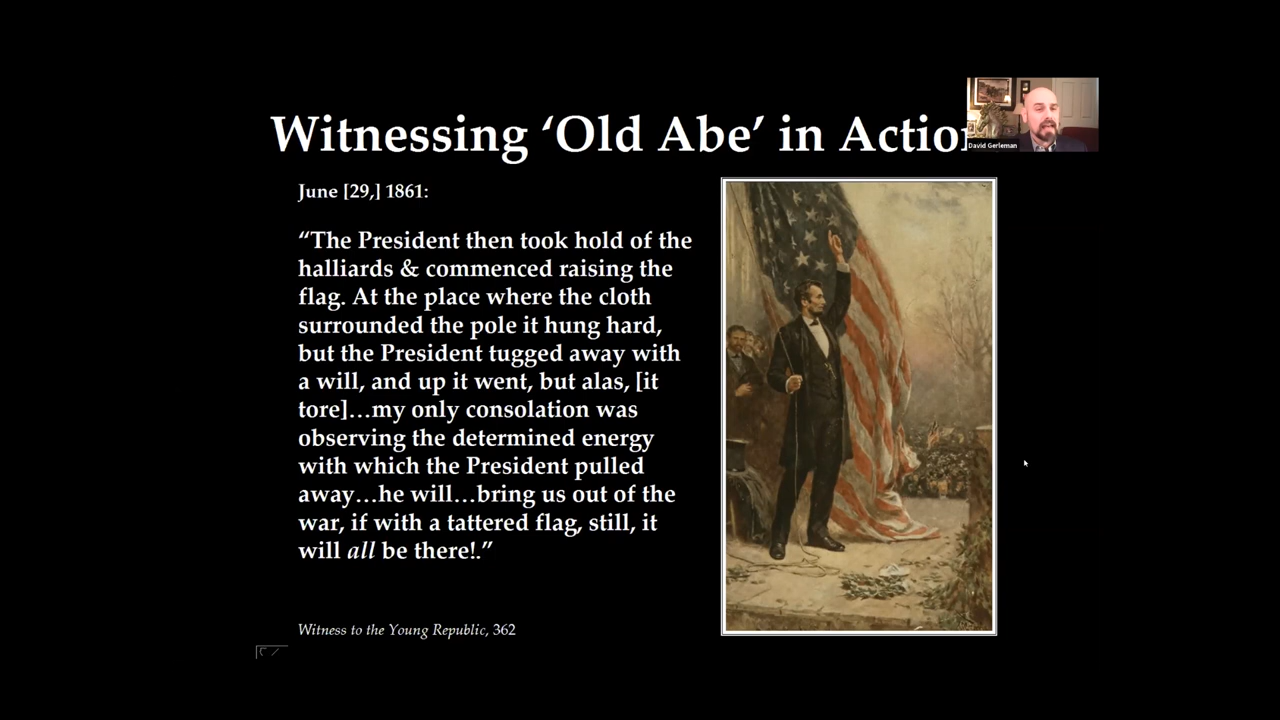 Witnessing ‘Old Abe’ in Action
David Gerleman
June [29,] 1861:
“The President then took hold of the
halliards & commenced raising the
flag. At the place where the cloth
surrounded the pole it hung hard,
but the President tugged away with
a will, and up it went, but alas, [it
tore]…my only consolation was
observing the determined energy
with which the President pulled
away…he will…bring us out of the
war, if with a tattered flag, still, it
will all be there!.”
Witness to the Young Republic, 362